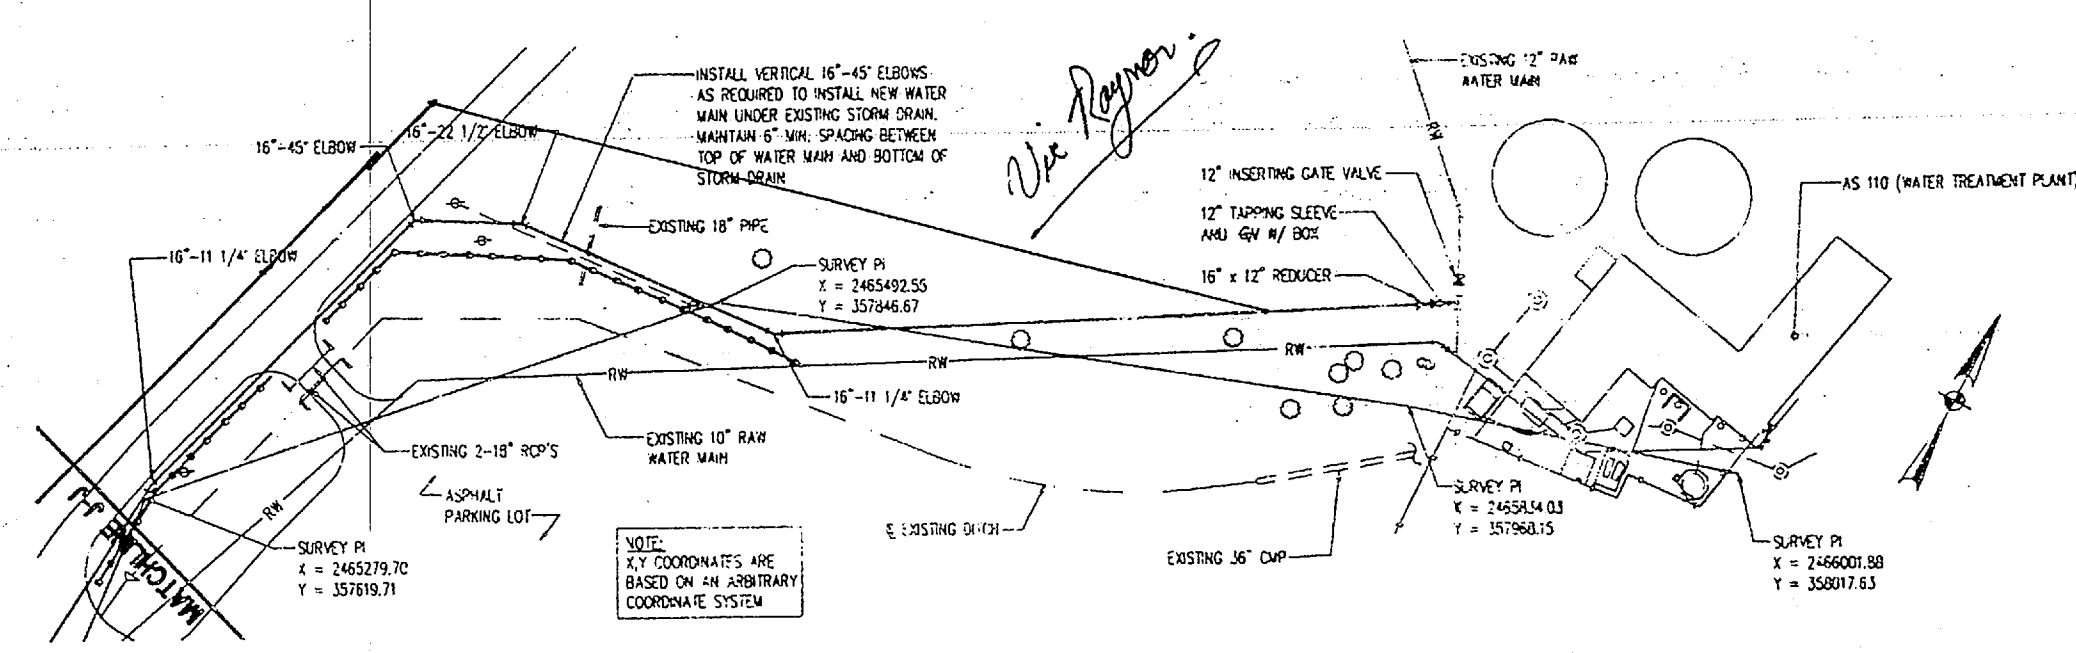 INSTALL VERTICAL 16"-45° ELBOWS
AS REQUIRED TO INSTALL NEW WATER
MAIN UNDER EXISTING STORM DRAIN.
MAINTAIN 6" MIN. SPACING BETWEEN
TOP OF WATER MAIN AND BOTTOM OF
STORM DRAIN
16"-22 1/2° ELBOW
16"-45° ELBOW
16"-11 1/4° ELBOW
EXISTING 18" PIPE
SURVEY PI
X = 2465492.55
Y = 357846.67
Raynor
EXISTING 12" RAW
WATER MAIN
RW
12" INSERTING GATE VALVE
12" TAPPING SLEEVE
AND GV W/ BOX
16" x 12" REDUCER
AS 110 (WATER TREATMENT PLANT)
RW
RW
RW
16"-11 1/4° ELBOW
EXISTING 10" RAW
WATER MAIN
EXISTING 2-18" RCP'S
ASPHALT
PARKING LOT
RW
MATCHLINE J-J
SURVEY PI
X = 2465279.70
Y = 357619.71
NOTE:
X,Y COORDINATES ARE
BASED ON AN ARBITRARY
COORDINATE SYSTEM
℄ EXISTING DITCH
EXISTING 36" CMP
SURVEY PI
X = 2465834.03
Y = 357968.15
SURVEY PI
X = 2466001.88
Y = 358017.63